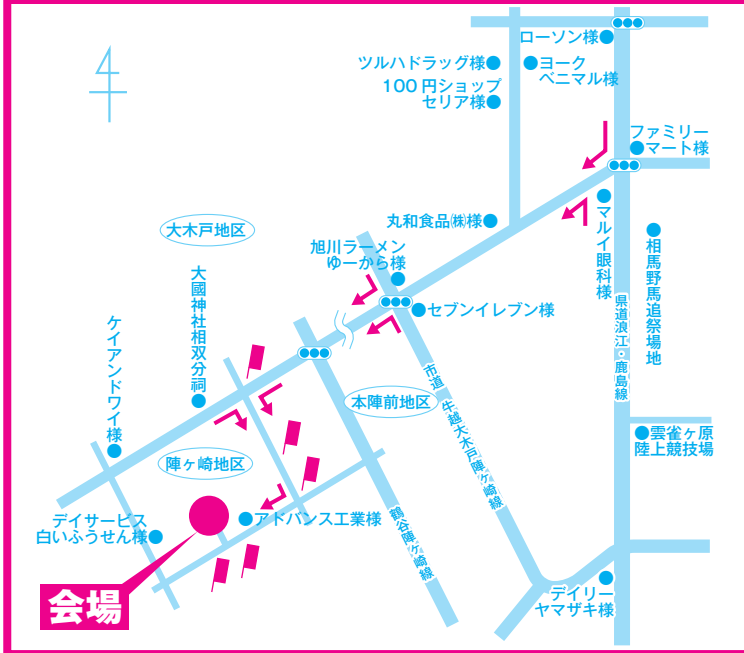 ローソン様
ツルハドラッグ様
ヨーク
ベニマル様
100円ショップ
セリア様
ファミリー
マート様
丸和食品㈱様
マルイ眼科様
相馬野馬追祭場地
大木戸地区
旭川ラーメン
ゆーから様
セブンイレブン様
県道浪江・鹿島線
大國神社相双分祠
ケイアンドワイ様
本陣前地区
市道 牛越大木戸陣ヶ崎線
雲雀ヶ原
陸上競技場
陣ヶ崎地区
アドバンス工業様
鶴谷陣ヶ崎線
デイサービス
白いふうせん様
会場
デイリー
ヤマザキ様